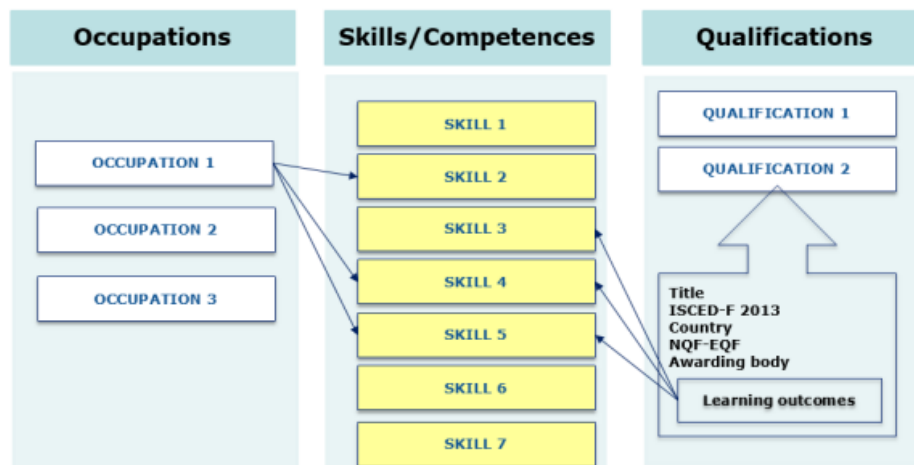 Occupations
Skills/Competences
Qualifications
OCCUPATION 1
OCCUPATION 2
OCCUPATION 3
SKILL 1
SKILL 2
SKILL 3
SKILL 4
SKILL 5
SKILL 6
SKILL 7
QUALIFICATION 1
QUALIFICATION 2
Title
ISCED-F 2013
Country
NQF-EQF
Awarding body
Learning outcomes